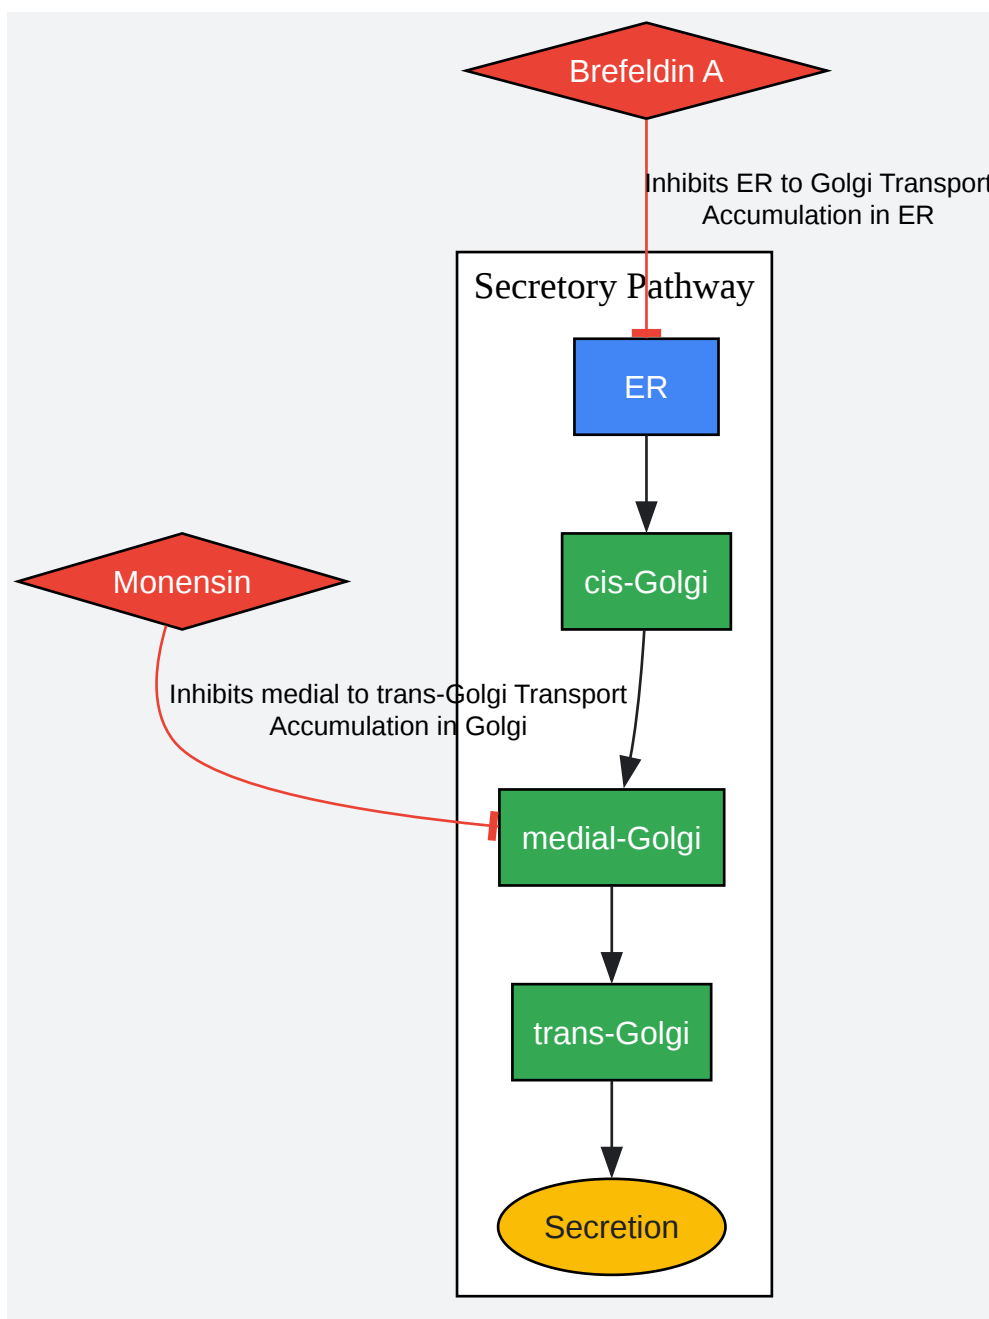 Brefeldin A
Inhibits ER to Golgi Transport
Accumulation in ER
Secretory Pathway
ER
cis-Golgi
Monensin
Inhibits medial to trans-Golgi Transport
Accumulation in Golgi
medial-Golgi
trans-Golgi
Secretion